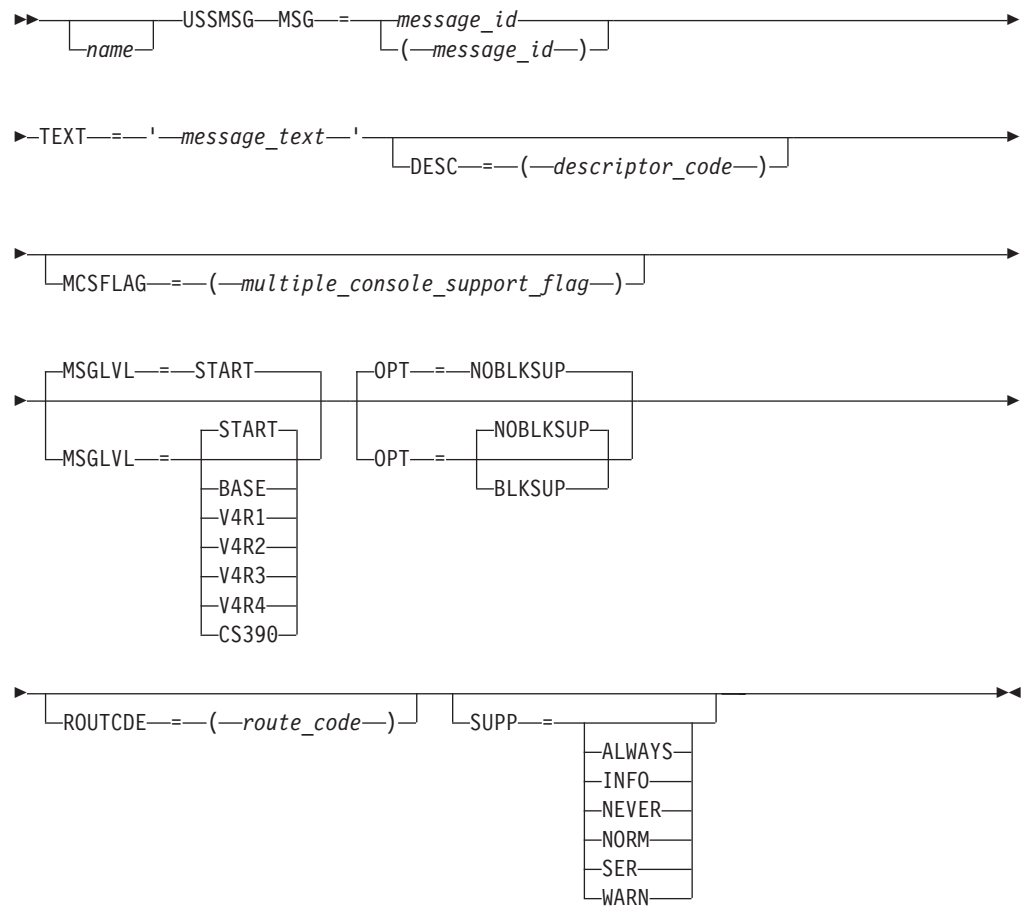 USSMSG MSG = message_id
name ( message_id )
TEXT = ' message_text '
DESC = ( descriptor_code )
MCSFLAG = ( multiple_console_support_flag )
MSGLVL = START OPT = NOBLKSUP
START NOBLKSUP
MSGLVL = OPT =
BASE BLKSUP
V4R1
V4R2
V4R3
V4R4
CS390
ROUTCDE = ( route_code ) SUPP =
ALWAYS
INFO
NEVER
NORM
SER
WARN